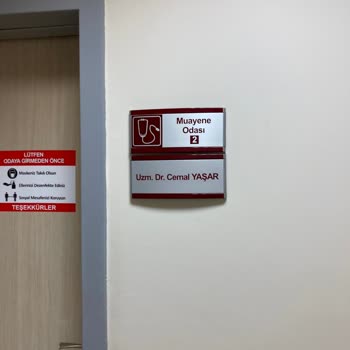 LÜTFEN
ODAYA GİRMEDEN ÖNCE
Maskeniz Takılı Olsun
Ellerinizi Dezenfekte Ediniz
Sosyal Mesafenizi Koruyun
TEŞEKKÜRLER
Muayene
Odası
2
Uzm. Dr. Cemal YAŞAR